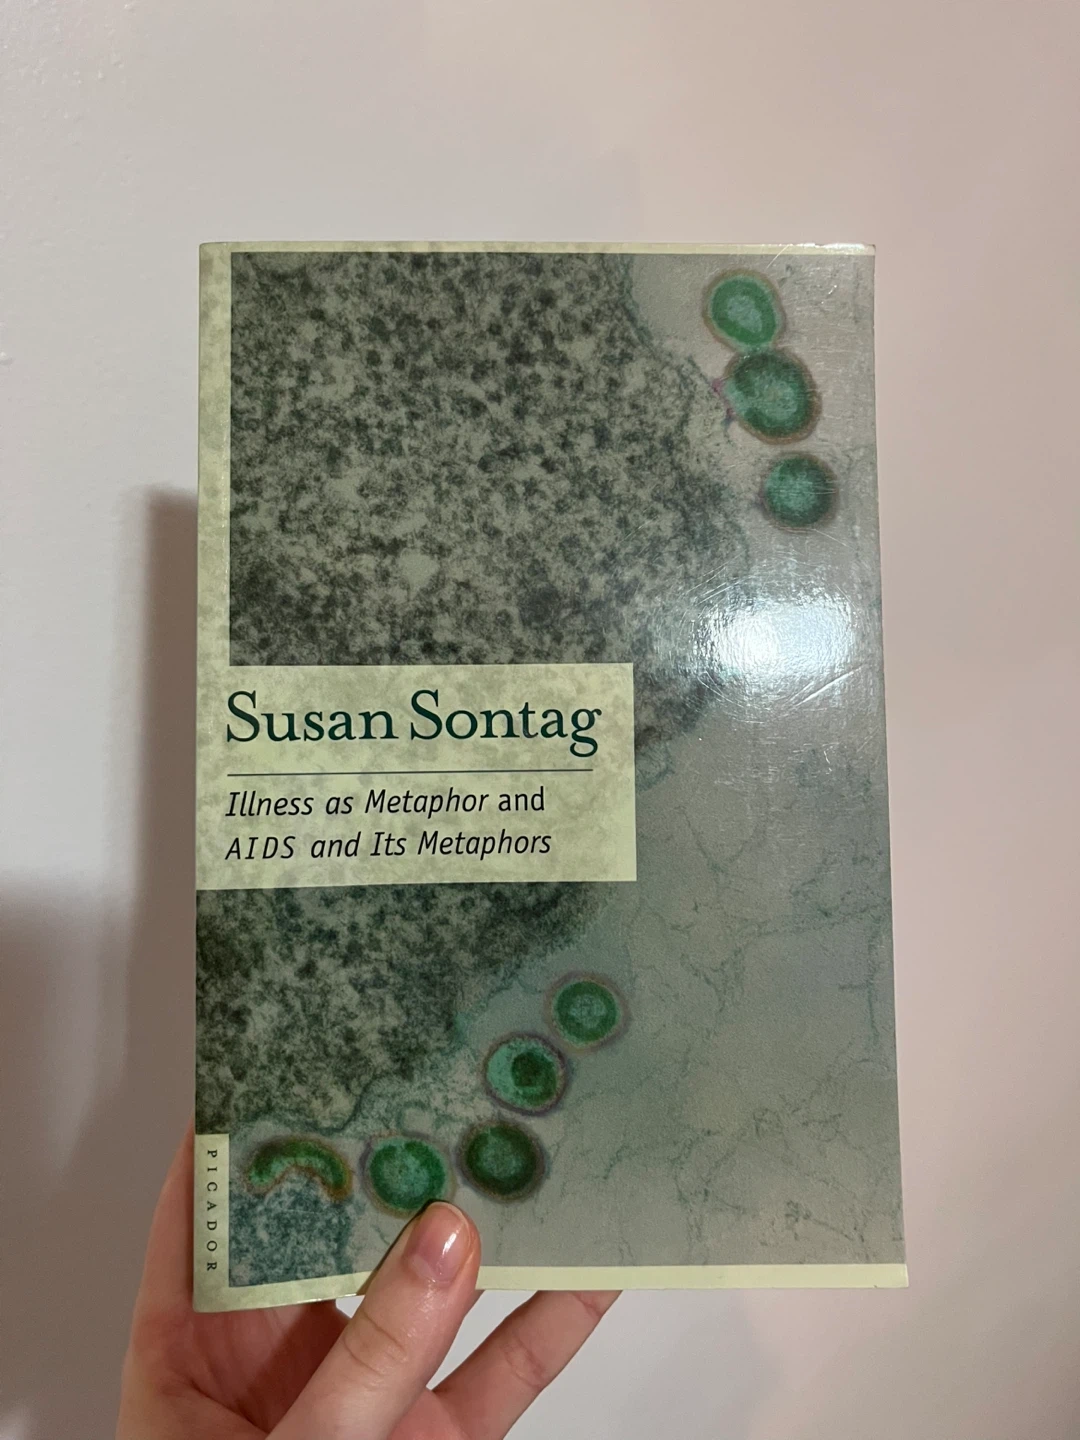 Susan Sontag
Illness as Metaphor and
AIDS and Its Metaphors
PICADOR